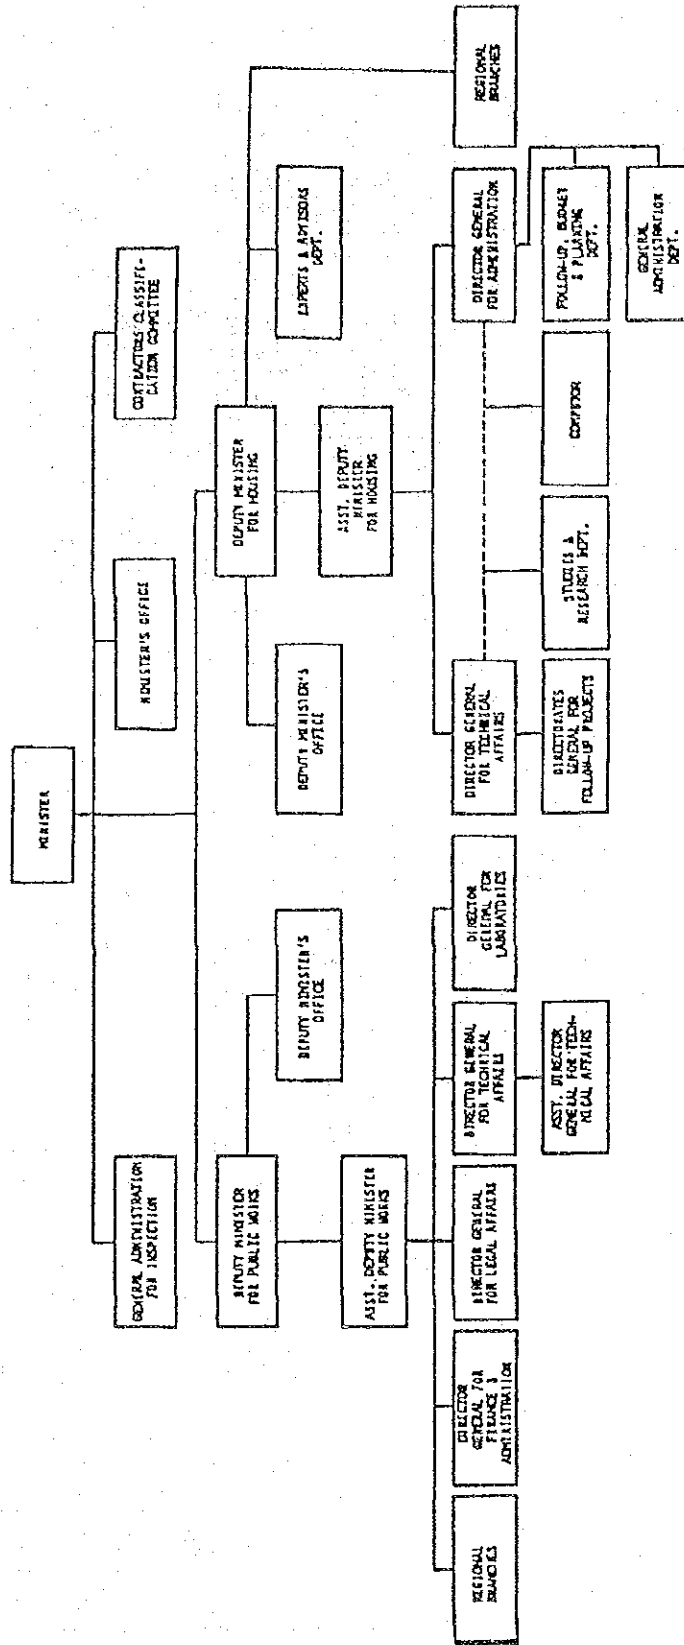 MINISTER
GENERAL ADMINISTRATION
FOR INSPECTION
MINISTER'S OFFICE
CONTRACTORS' CLASSIFI-
CATION COMMITTEE
DEPUTY MINISTER
FOR PUBLIC WORKS
DEPUTY MINISTER
FOR HOUSING
DEPUTY MINISTER'S
OFFICE
DEPUTY MINISTER'S
OFFICE
EXPERTS & ADVISORS
DEPT.
ASST. DEPUTY MINISTER
FOR PUBLIC WORKS
ASST. DEPUTY
MINISTER
FOR HOUSING
REGIONAL
BRANCHES
DIRECTOR
GENERAL FOR
FINANCE &
ADMINISTRATION
DIRECTOR GENERAL
FOR LEGAL AFFAIRS
DIRECTOR GENERAL
FOR TECHNICAL
AFFAIRS
DIRECTOR
GENERAL FOR
LABORATORIES
DIRECTOR GENERAL
FOR TECHNICAL
AFFAIRS
DIRECTOR GENERAL
FOR ADMINISTRATION
REGIONAL
BRANCHES
ASST. DIRECTOR
GENERAL FOR TECH-
NICAL AFFAIRS
DIRECTORATES
GENERAL FOR
FOLLOW-UP PROJECTS
STUDIES &
RESEARCH DEPT.
COMPUTOR
FOLLOW-UP, BUDGET
& PLANNING
DEPT.
GENERAL
ADMINISTRATION
DEPT.